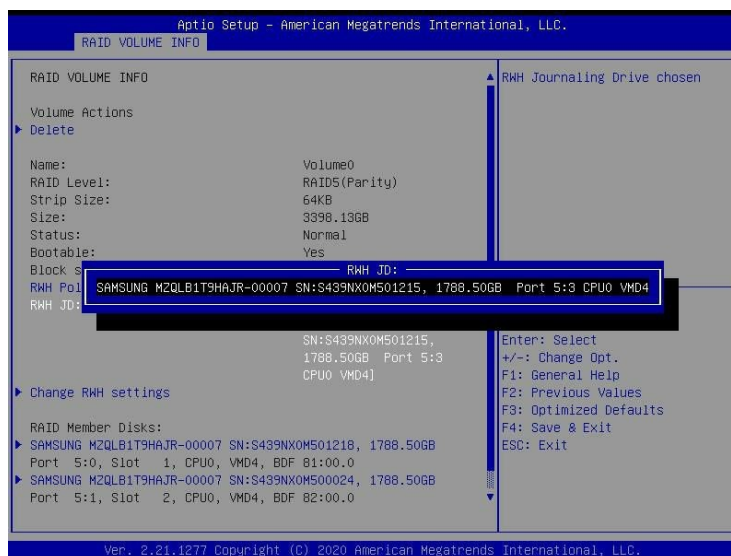 Aptio Setup – American Megatrends International, LLC.
RAID VOLUME INFO
RAID VOLUME INFO
RWH Journaling Drive chosen
Volume Actions
Delete
Name: Volume0
RAID Level: RAID5(Parity)
Strip Size: 64KB
Size: 3398.13GB
Status: Normal
Bootable: Yes
Block s
RWH JD:
RWH Pol
SAMSUNG MZQLB1T9HAJR-00007 SN:S439NX0M501215, 1788.50GB Port 5:3 CPU0 VMD4
RWH JD:
SN:S439NX0M501215,
1788.50GB Port 5:3
CPU0 VMD4]
Change RWH settings
RAID Member Disks:
SAMSUNG MZQLB1T9HAJR-00007 SN:S439NX0M501218, 1788.50GB
Port 5:0, Slot 1, CPU0, VMD4, BDF 81:00.0
SAMSUNG MZQLB1T9HAJR-00007 SN:S439NX0M500024, 1788.50GB
Port 5:1, Slot 2, CPU0, VMD4, BDF 82:00.0
Enter: Select
+/-: Change Opt.
F1: General Help
F2: Previous Values
F3: Optimized Defaults
F4: Save & Exit
ESC: Exit
Ver. 2.21.1277 Copyright (C) 2020 American Megatrends International, LLC.